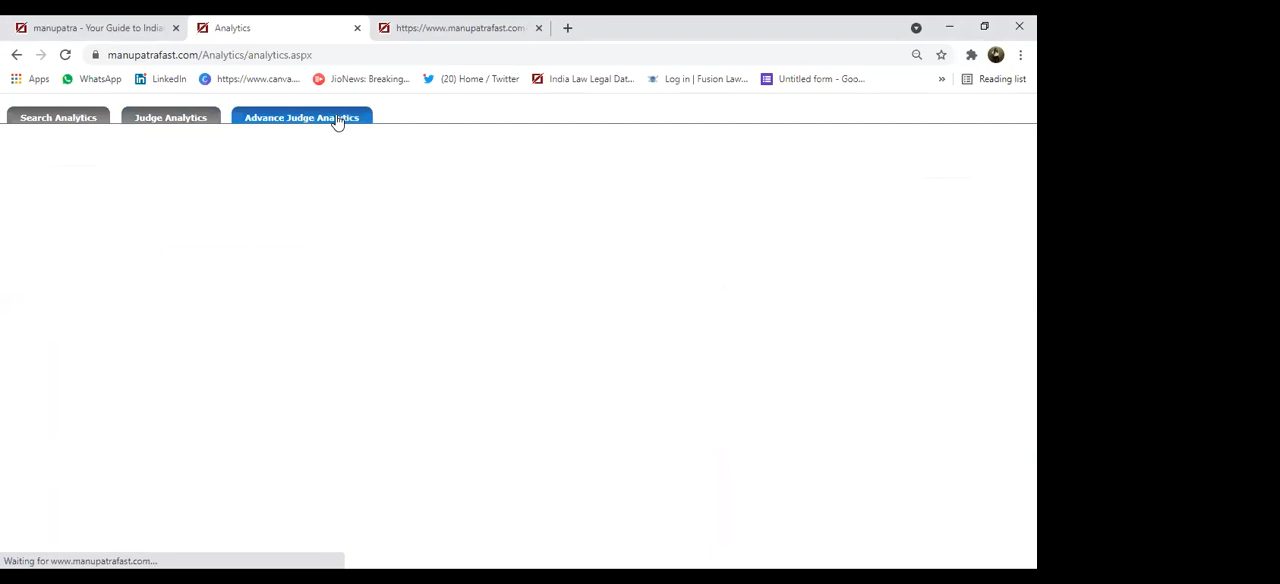 manupatra - Your Guide to India
Analytics
https://www.manupatrafast.com
manupatrafast.com/Analytics/analytics.aspx
Apps WhatsApp LinkedIn https://www.canva.... JioNews: Breaking... (20) Home / Twitter India Law Legal Dat... Log in | Fusion Law... Untitled form - Goo... » Reading list
Search Analytics Judge Analytics Advance Judge Analytics
Waiting for www.manupatrafast.com...